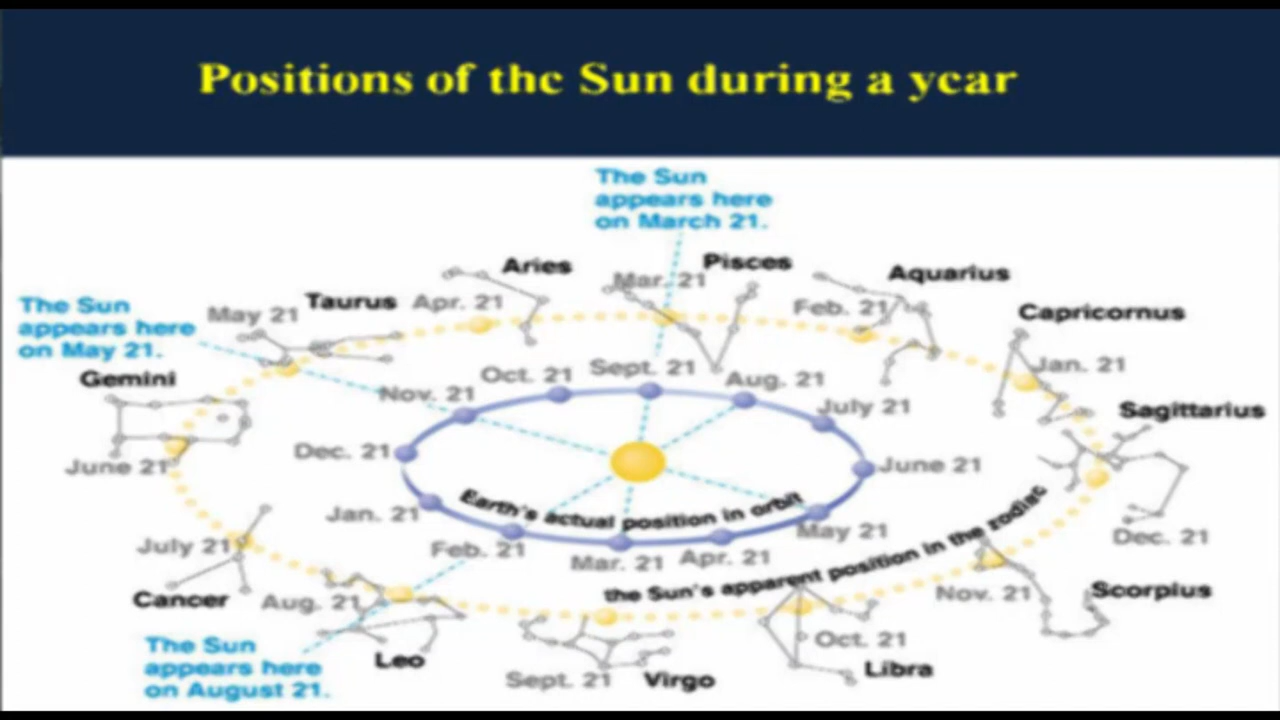 Positions of the Sun during a year
The Sun
appears here
on March 21.
Aries
Pisces
Mar. 21
Aquarius
Taurus
Apr. 21
Feb. 21
The Sun
appears here
on May 21.
May 21
Capricornus
Gemini
Jan. 21
Oct. 21
Sept. 21
Aug. 21
Nov. 21
July 21
Sagittarius
Dec. 21
June 21
June 21
Earth's actual position in orbit
Jan. 21
May 21
Feb. 21
Mar. 21
Apr. 21
Dec. 21
July 21
the Sun's apparent position in the zodiac
Cancer
Aug. 21
Nov. 21
Scorpius
The Sun
appears here
on August 21.
Leo
Sept. 21
Virgo
Oct. 21
Libra